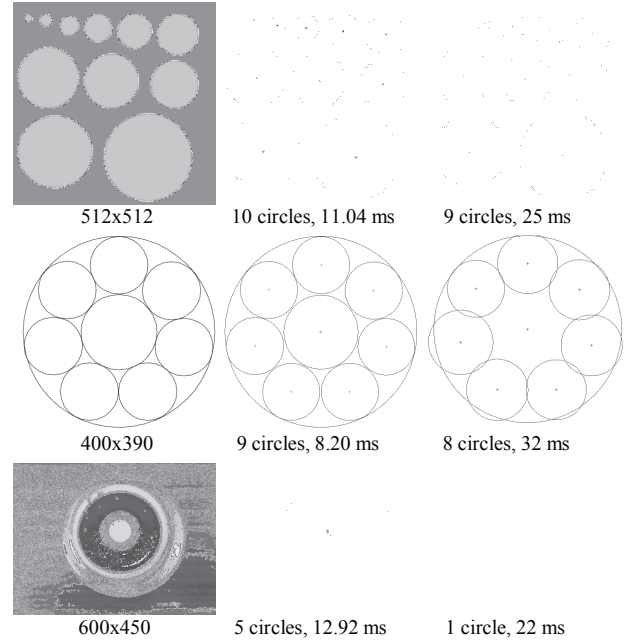 512x512 10 circles, 11.04 ms 9 circles, 25 ms
400x390 9 circles, 8.20 ms 8 circles, 32 ms
600x450 5 circles, 12.92 ms 1 circle, 22 ms